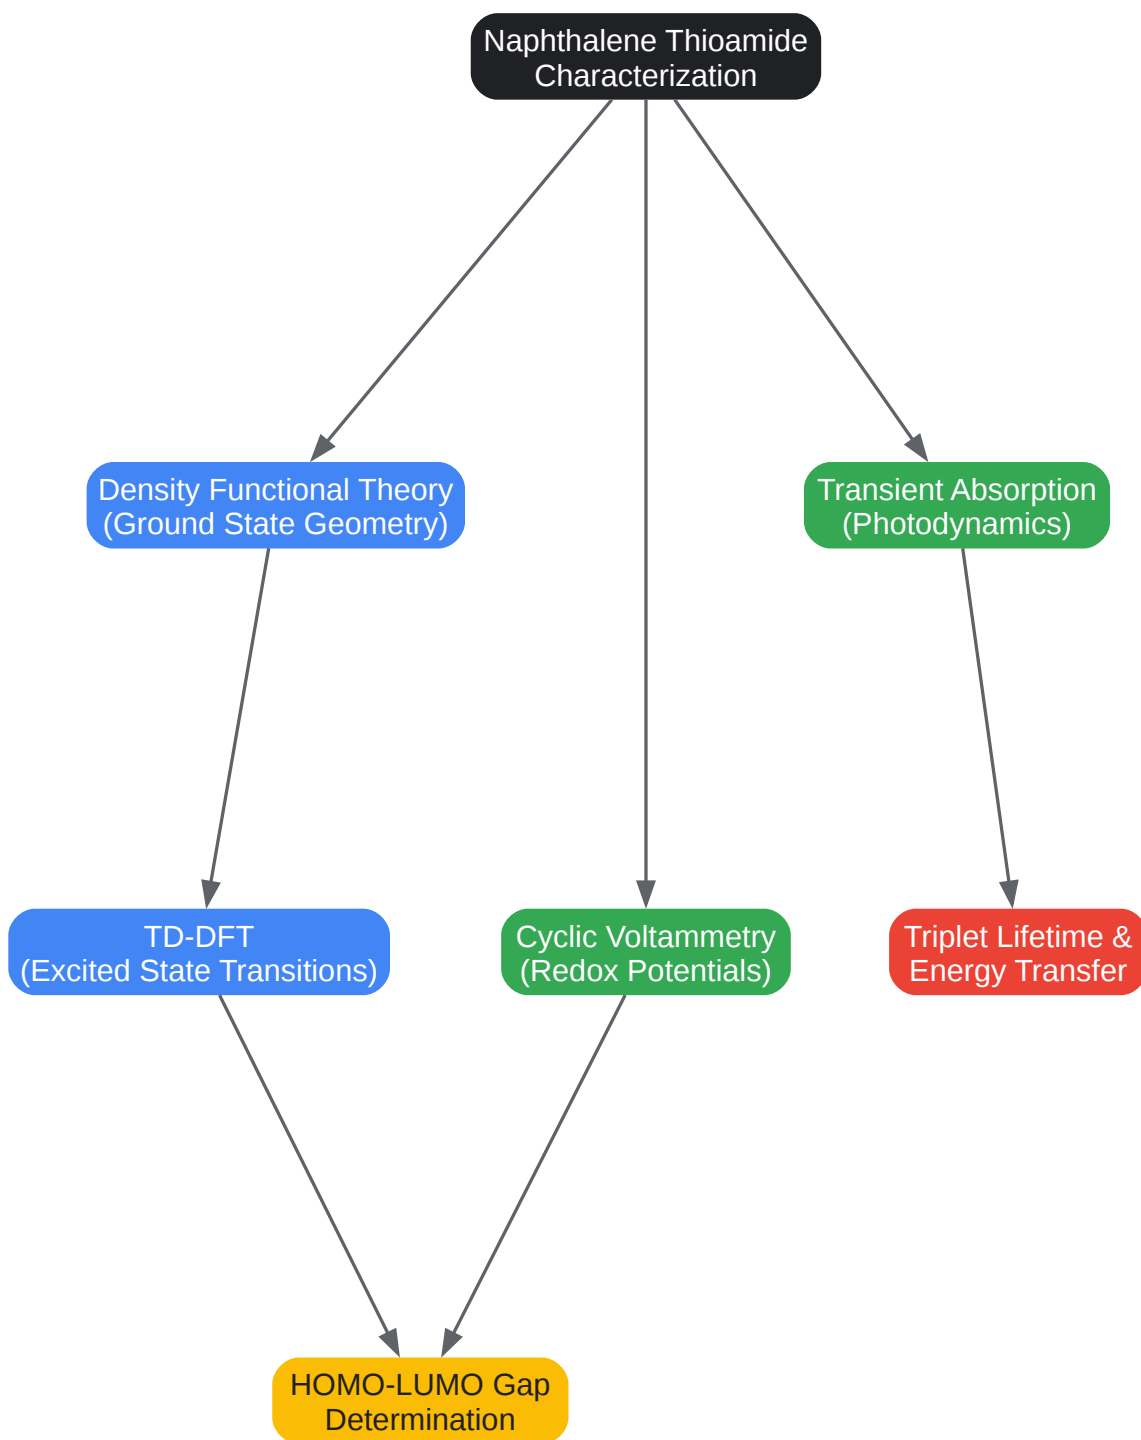 Naphthalene Thioamide
Characterization
Density Functional Theory
(Ground State Geometry)
Transient Absorption
(Photodynamics)
TD-DFT
(Excited State Transitions)
Cyclic Voltammetry
(Redox Potentials)
Triplet Lifetime &
Energy Transfer
HOMO-LUMO Gap
Determination